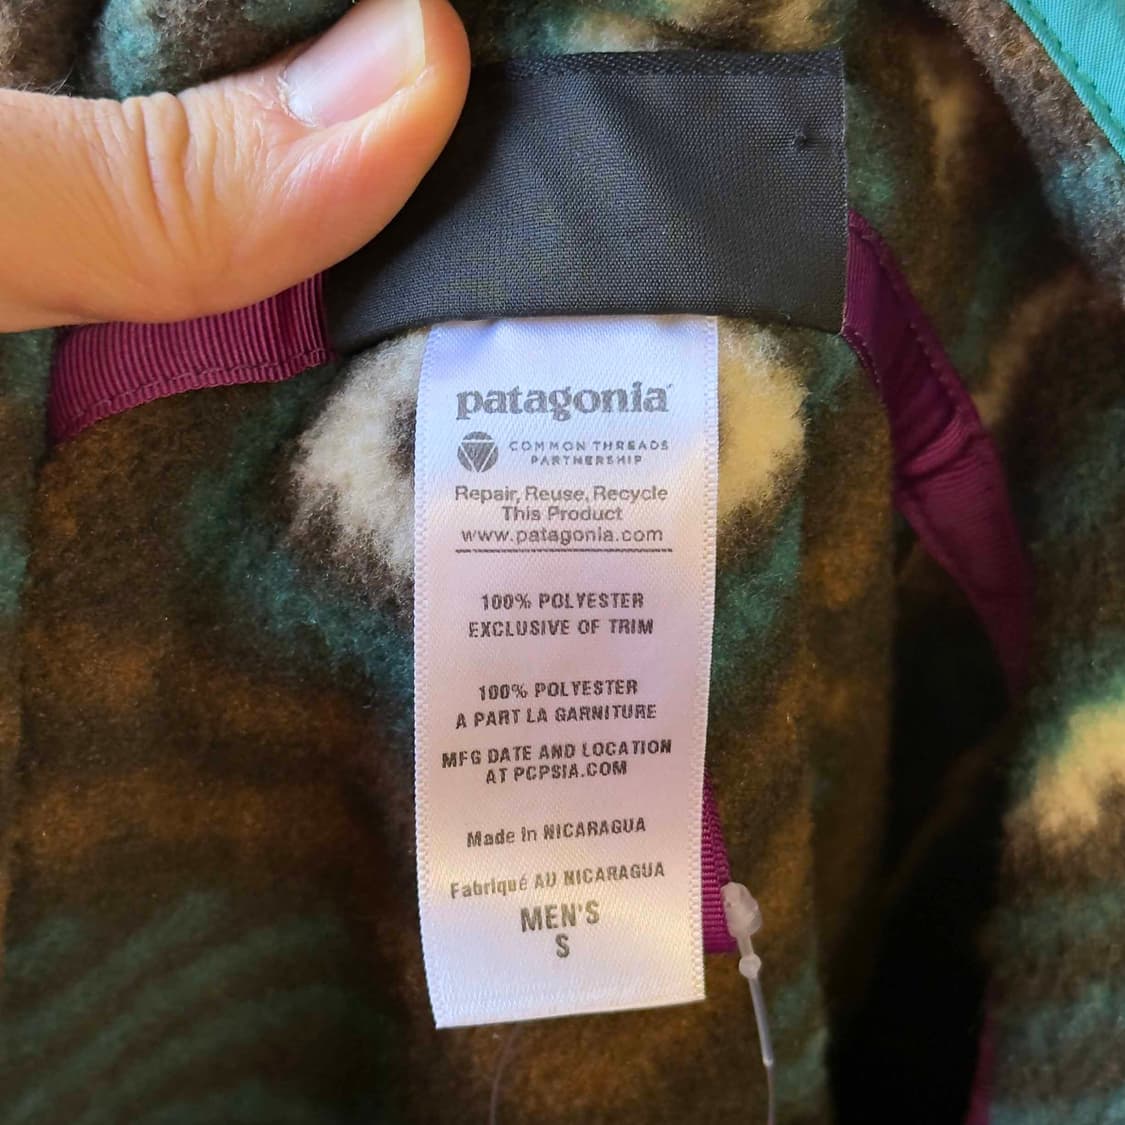 patagonia
COMMON THREADS
PARTNERSHIP
Repair, Reuse, Recycle
This Product
www.patagonia.com
100% POLYESTER
EXCLUSIVE OF TRIM
100% POLYESTER
A PART LA GARNITURE
MFG DATE AND LOCATION
AT PCPSIA.COM
Made in NICARAGUA
Fabriqué AU NICARAGUA
MEN'S
S